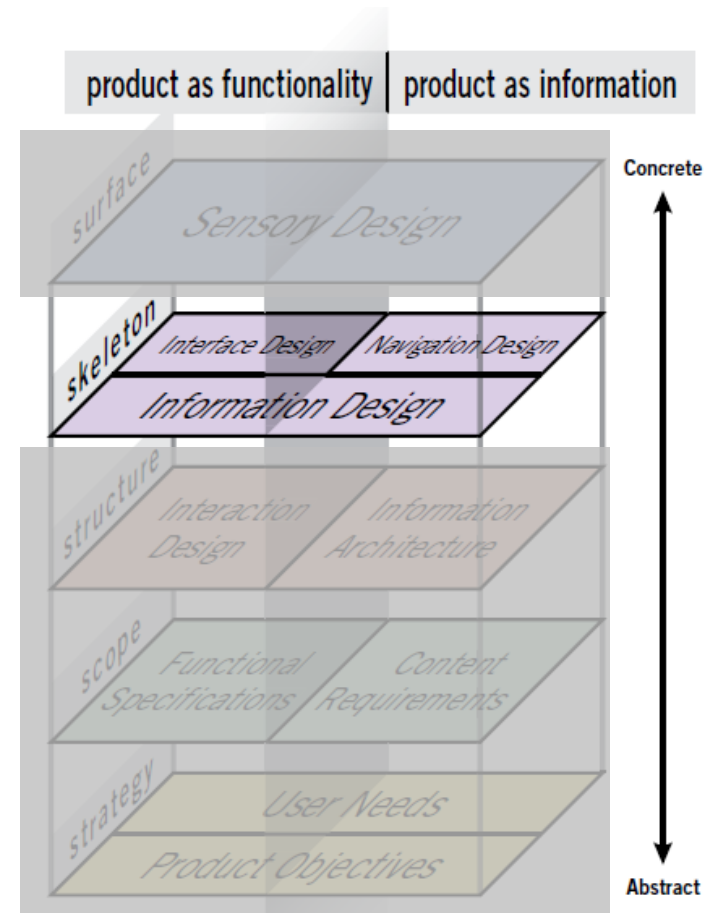 product as functionality product as information
Concrete
surface
Sensory Design
skeleton
Interface Design Navigation Design
Information Design
structure
Interaction Design
Information Architecture
scope
Functional Specifications
Content Requirements
strategy
User Needs
Product Objectives
Abstract